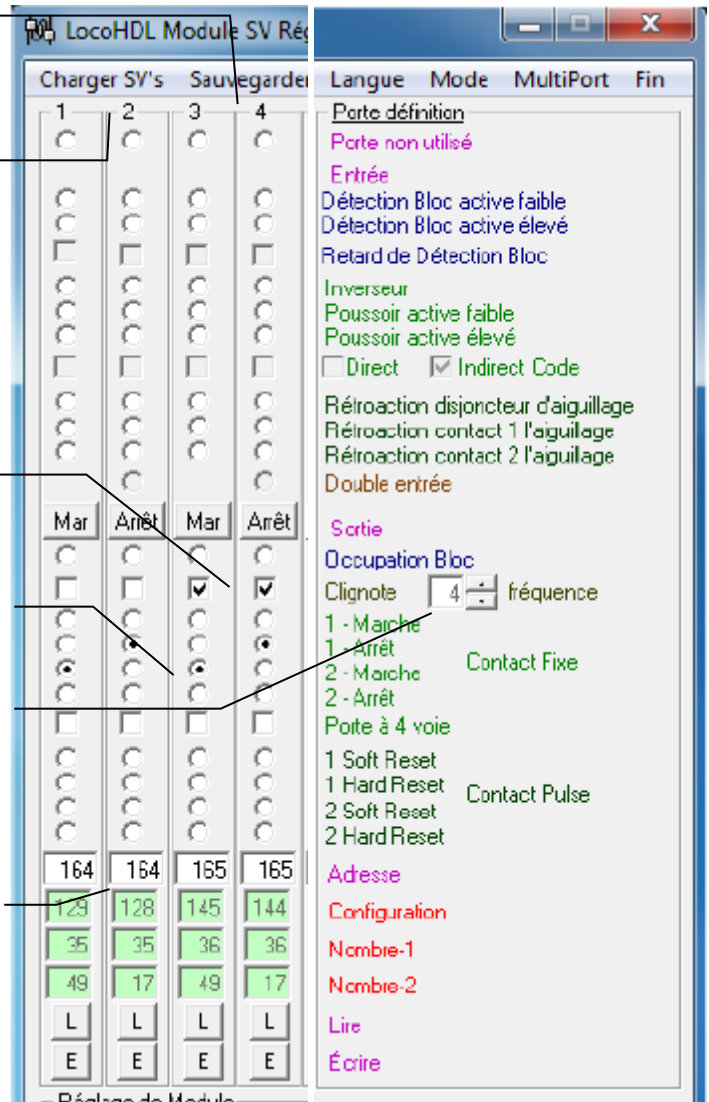 LocoHDL Module SV Rég
Charger SV's Sauvegarder Langue Mode MultiPort Fin
1 2 3 4 Porte définition
Porte non utilisé
Entrée
Détection Bloc active faible
Détection Bloc active élevé
Retard de Détection Bloc
Inverseur
Poussoir active faible
Poussoir active élevé
Direct Indirect Code
Rétroaction disjoncteur d'aiguillage
Rétroaction contact 1 l'aiguillage
Rétroaction contact 2 l'aiguillage
Double entrée
Mar Arrêt Mar Arrêt Sortie
Occupation Bloc
Clignote 4 fréquence
1 - Marche
1 - Arrêt
2 - Marche Contact Fixe
2 - Arrêt
Porte à 4 voie
1 Soft Reset
1 Hard Reset Contact Pulse
2 Soft Reset
2 Hard Reset
164 164 165 165 Adresse
129 128 145 144 Configuration
35 35 36 36 Nombre-1
49 17 49 17 Nombre-2
L L L L Lire
E E E E Écrire
Réglage de Module